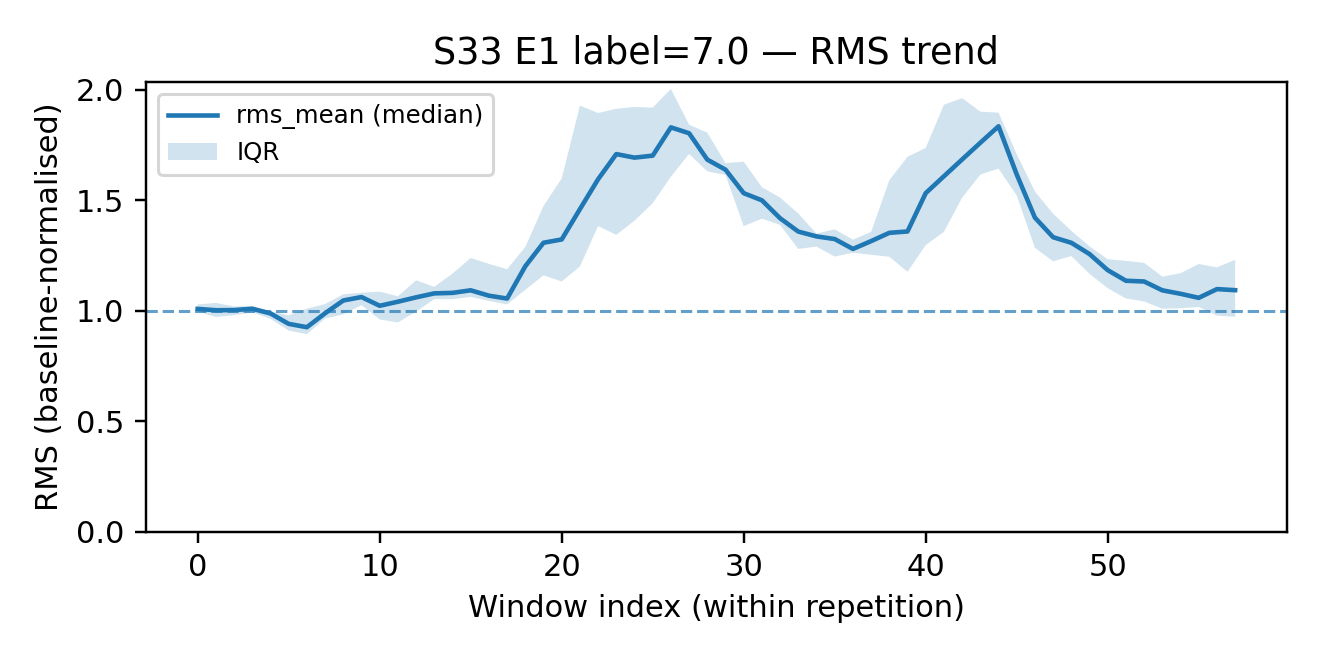 S33 E1 label=7.0 — RMS trend
rms_mean (median)
IQR
RMS (baseline-normalised)
2.0
1.5
1.0
0.5
0.0
0 10 20 30 40 50
Window index (within repetition)